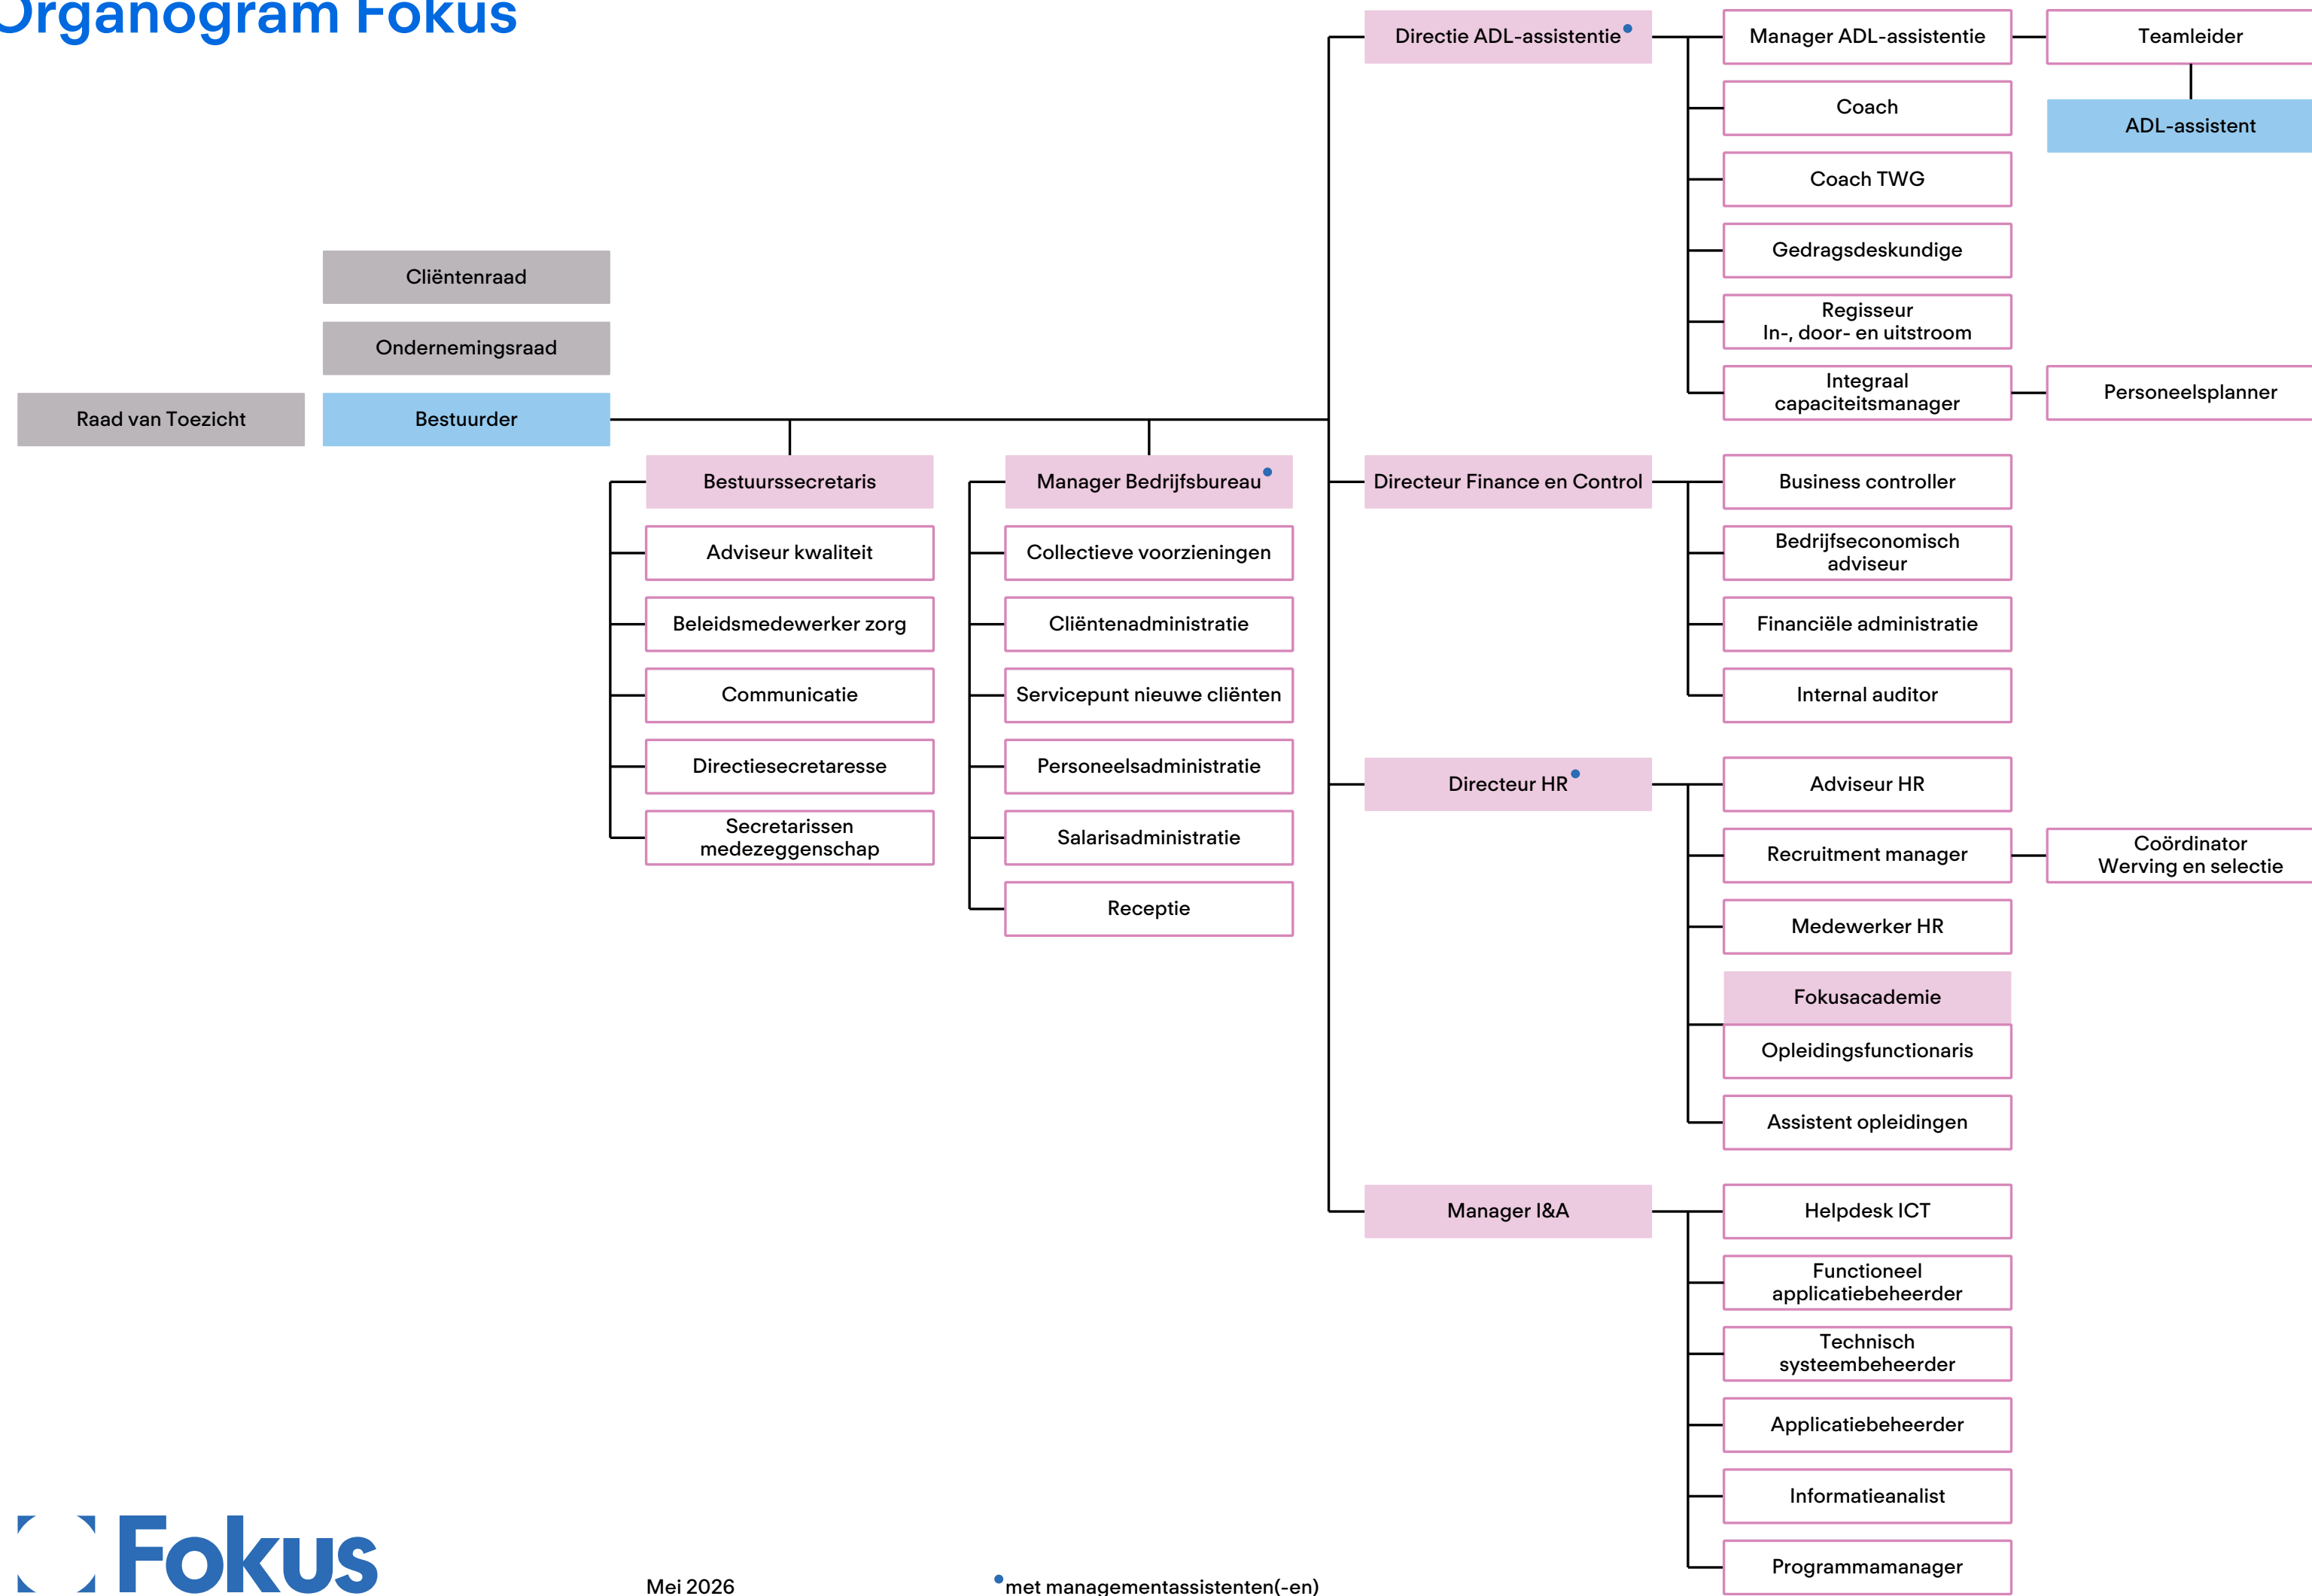 Organogram Fokus
Directie ADL-assistentie
Manager ADL-assistentie
Teamleider
Coach
ADL-assistent
Coach TWG
Gedragsdeskundige
Regisseur
In-, door- en uitstroom
Integraal
capaciteitsmanager
Personeelsplanner
Cliëntenraad
Ondernemingsraad
Raad van Toezicht
Bestuurder
Bestuurssecretaris
Adviseur kwaliteit
Beleidsmedewerker zorg
Communicatie
Directiesecretaresse
Secretarissen
medezeggenschap
Manager Bedrijfsbureau
Collectieve voorzieningen
Cliëntenadministratie
Servicepunt nieuwe cliënten
Personeelsadministratie
Salarisadministratie
Receptie
Directeur Finance en Control
Business controller
Bedrijfseconomisch
adviseur
Financiële administratie
Internal auditor
Directeur HR
Adviseur HR
Recruitment manager
Coördinator
Werving en selectie
Medewerker HR
Fokusacademie
Opleidingsfunctionaris
Assistent opleidingen
Manager I&A
Helpdesk ICT
Functioneel
applicatiebeheerder
Technisch
systeembeheerder
Applicatiebeheerder
Informatieanalist
Programmamanager
Fokus
Mei 2026
met managementassistenten(-en)